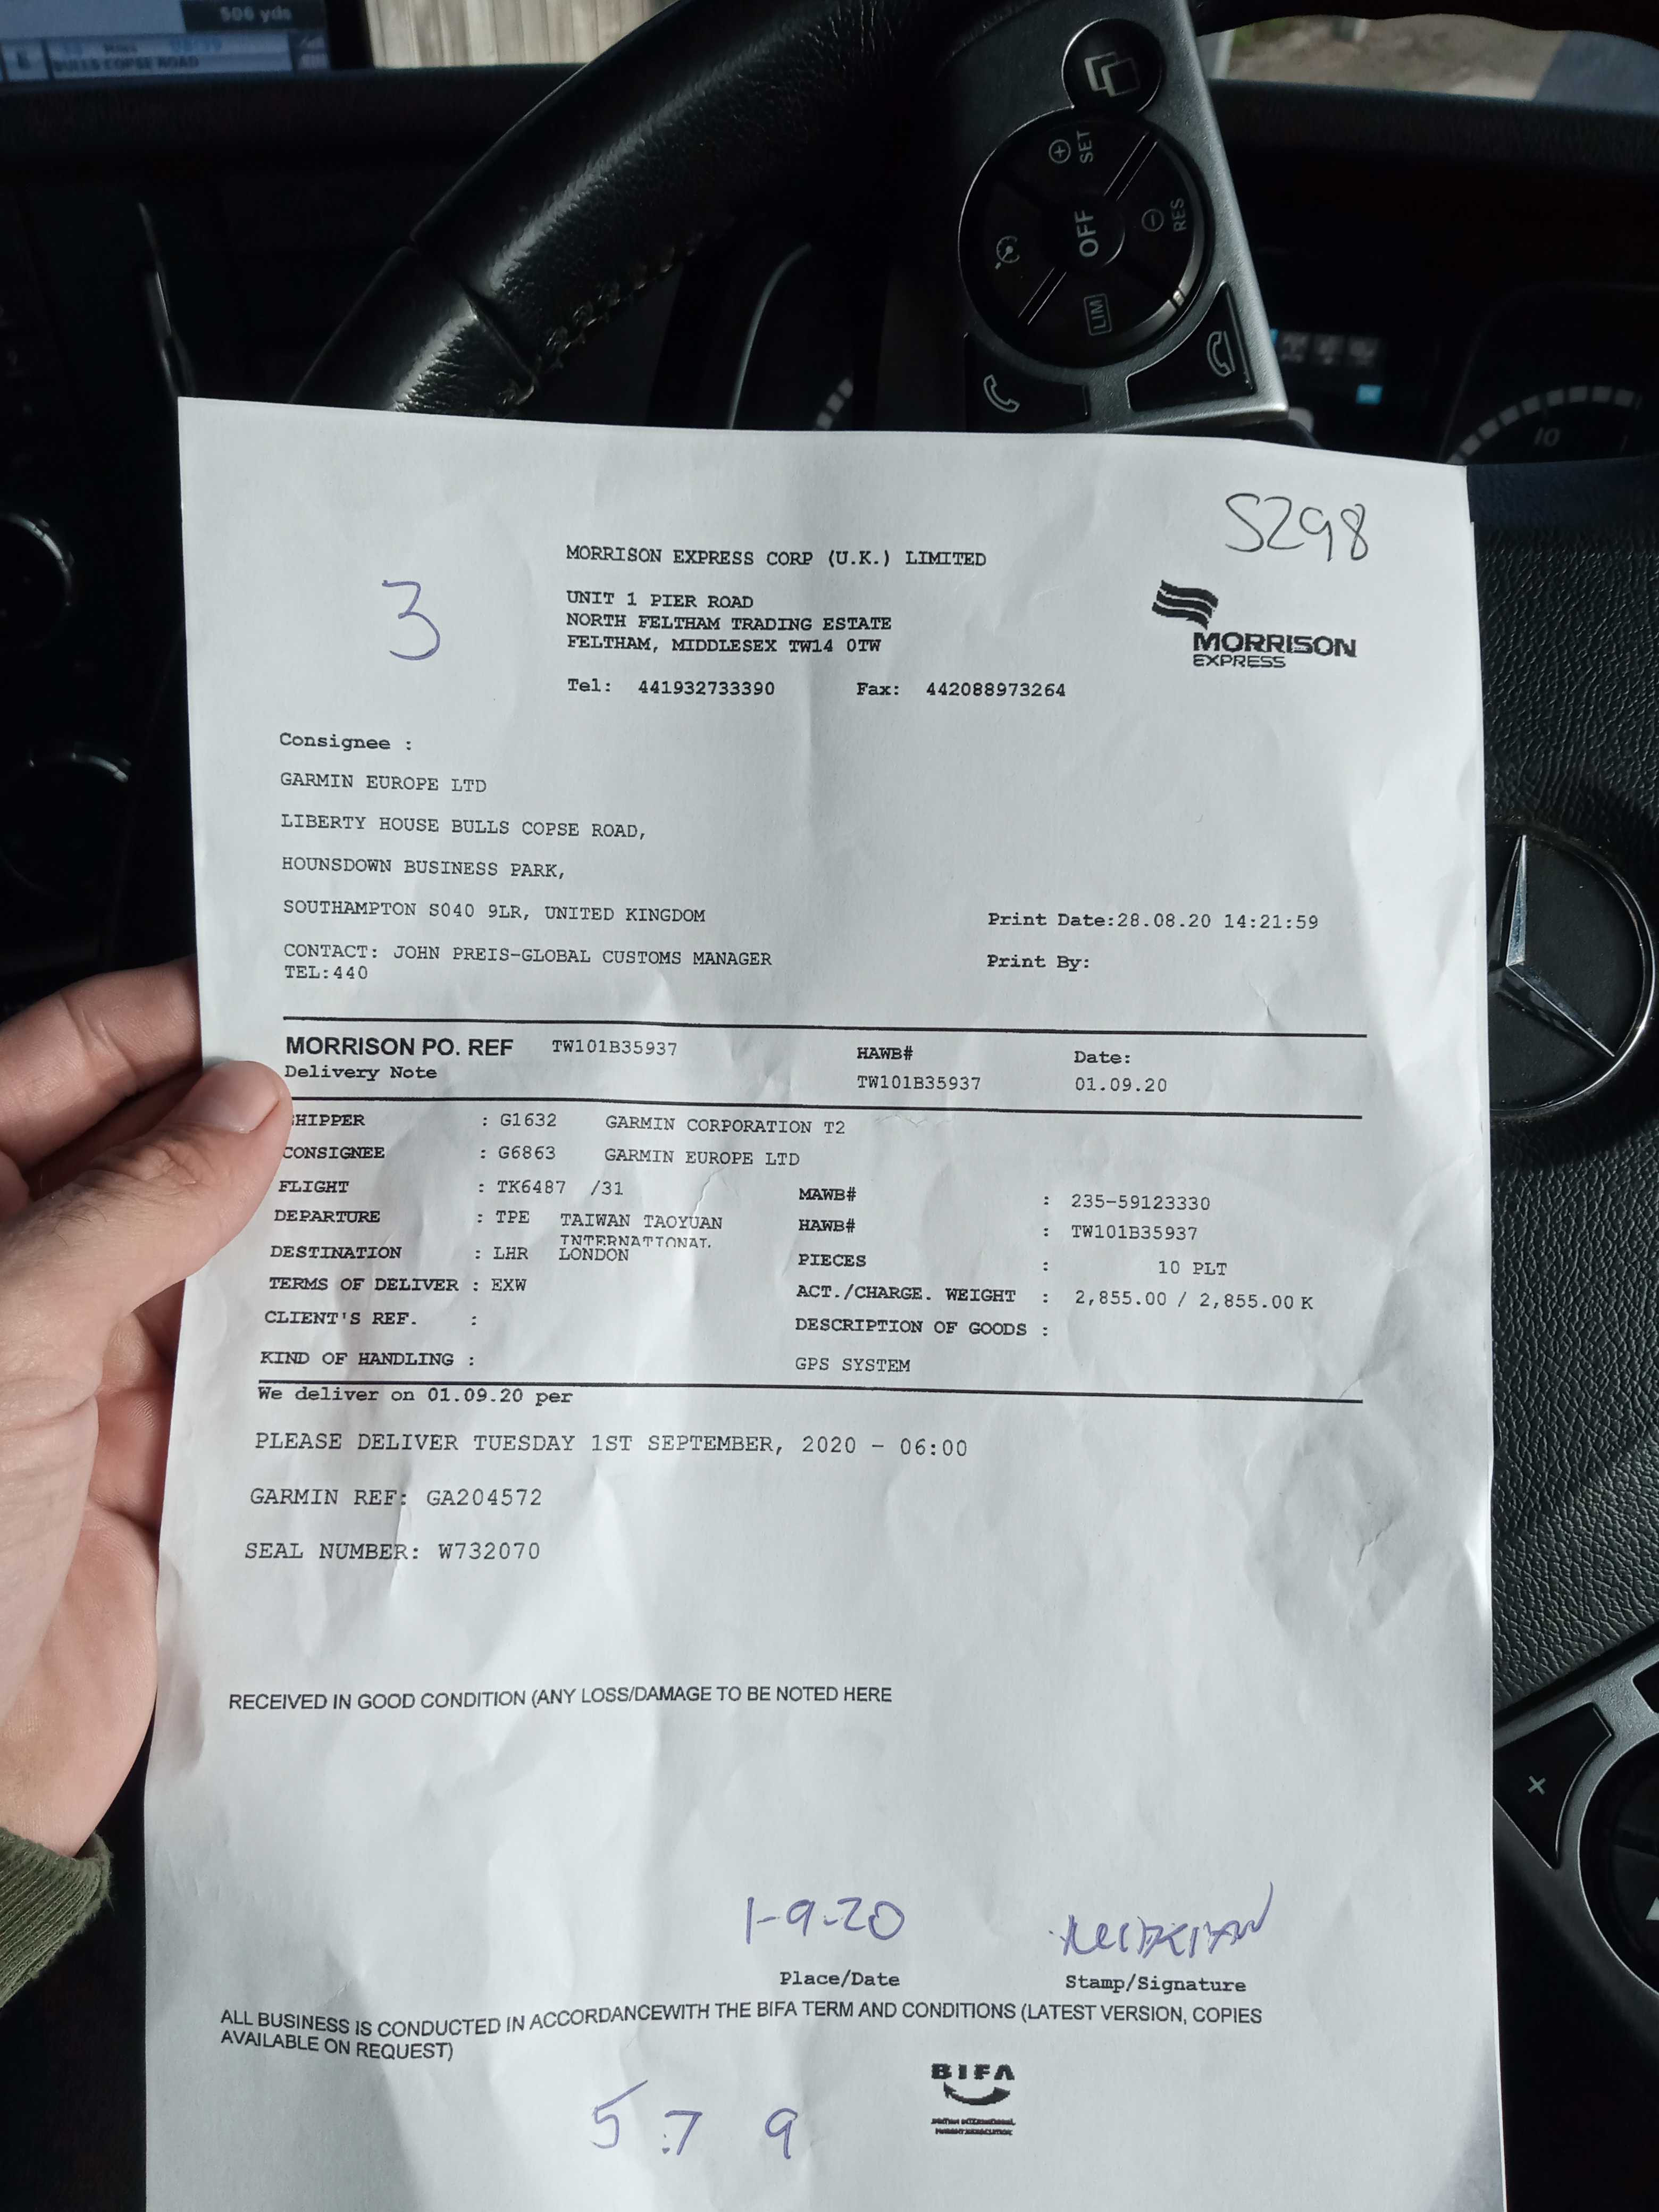 506 yds
BULLS COPSE ROAD
SET
OFF
RES
LIM
10
S298
3
MORRISON EXPRESS CORP (U.K.) LIMITED
UNIT 1 PIER ROAD
NORTH FELTHAM TRADING ESTATE
FELTHAM, MIDDLESEX TW14 0TW
MORRISON
EXPRESS
Tel: 441932733390 Fax: 442088973264
Consignee :
GARMIN EUROPE LTD
LIBERTY HOUSE BULLS COPSE ROAD,
HOUNSDOWN BUSINESS PARK,
SOUTHAMPTON S040 9LR, UNITED KINGDOM
Print Date:28.08.20 14:21:59
CONTACT: JOHN PREIS-GLOBAL CUSTOMS MANAGER
Print By:
TEL:440
MORRISON PO. REF TW101B35937 HAWB# Date:
Delivery Note TW101B35937 01.09.20
HIPPER : G1632 GARMIN CORPORATION T2
CONSIGNEE : G6863 GARMIN EUROPE LTD
FLIGHT : TK6487 /31 MAWB# : 235-59123330
DEPARTURE : TPE TAIWAN TAOYUAN INTERNATIONAL HAWB# : TW101B35937
DESTINATION : LHR LONDON PIECES : 10 PLT
TERMS OF DELIVER : EXW ACT./CHARGE. WEIGHT : 2,855.00 / 2,855.00 K
CLIENT'S REF. : DESCRIPTION OF GOODS :
KIND OF HANDLING : GPS SYSTEM
We deliver on 01.09.20 per
PLEASE DELIVER TUESDAY 1ST SEPTEMBER, 2020 - 06:00
GARMIN REF: GA204572
SEAL NUMBER: W732070
RECEIVED IN GOOD CONDITION (ANY LOSS/DAMAGE TO BE NOTED HERE
1-9-20
Place/Date Stamp/Signature
ALL BUSINESS IS CONDUCTED IN ACCORDANCEWITH THE BIFA TERM AND CONDITIONS (LATEST VERSION, COPIES
AVAILABLE ON REQUEST)
BIFA
5 7 9